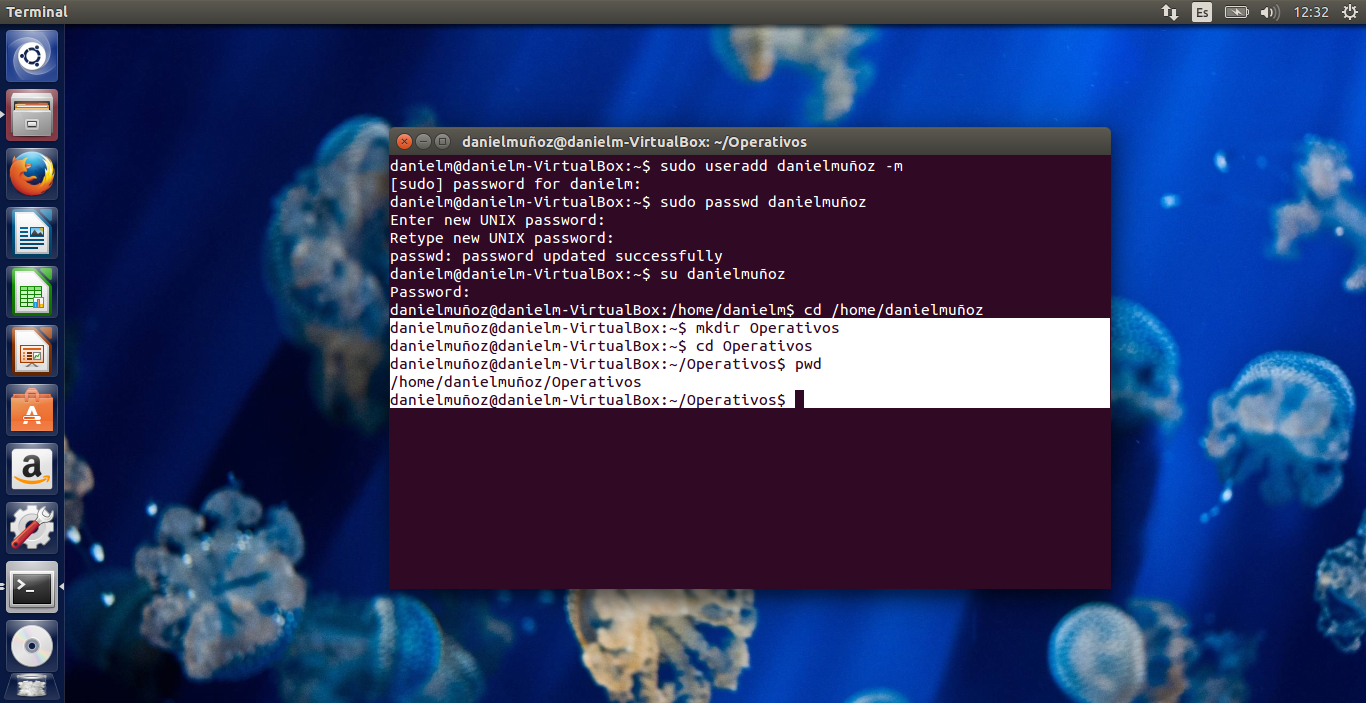 Terminal
Es
12:32
danielmuñoz@danielm-VirtualBox: ~/Operativos
danielm@danielm-VirtualBox:~$ sudo useradd danielmuñoz -m
[sudo] password for danielm:
danielm@danielm-VirtualBox:~$ sudo passwd danielmuñoz
Enter new UNIX password:
Retype new UNIX password:
passwd: password updated successfully
danielm@danielm-VirtualBox:~$ su danielmuñoz
Password:
danielmuñoz@danielm-VirtualBox:/home/danielm$ cd /home/danielmuñoz
danielmuñoz@danielm-VirtualBox:~$ mkdir Operativos
danielmuñoz@danielm-VirtualBox:~$ cd Operativos
danielmuñoz@danielm-VirtualBox:~/Operativos$ pwd
/home/danielmuñoz/Operativos
danielmuñoz@danielm-VirtualBox:~/Operativos$